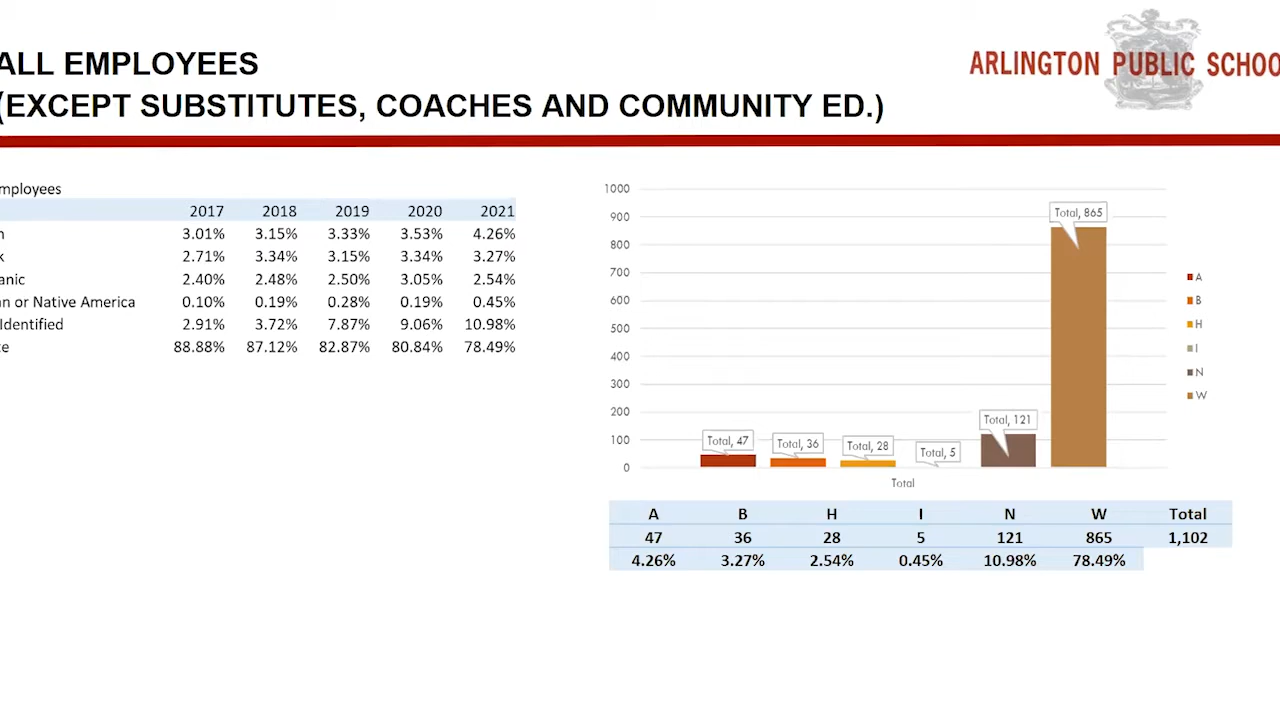 ALL EMPLOYEES
(EXCEPT SUBSTITUTES, COACHES AND COMMUNITY ED.)
ARLINGTON PUBLIC SCHOO
mployees
2017 2018 2019 2020 2021
n 3.01% 3.15% 3.33% 3.53% 4.26%
k 2.71% 3.34% 3.15% 3.34% 3.27%
anic 2.40% 2.48% 2.50% 3.05% 2.54%
an or Native America 0.10% 0.19% 0.28% 0.19% 0.45%
Identified 2.91% 3.72% 7.87% 9.06% 10.98%
te 88.88% 87.12% 82.87% 80.84% 78.49%
1000
900
800
700
600
500
400
300
200
100
0
Total, 47
Total, 36
Total, 28
Total, 5
Total, 121
Total, 865
Total
A
B
H
I
N
W
A B H I N W Total
47 36 28 5 121 865 1,102
4.26% 3.27% 2.54% 0.45% 10.98% 78.49%